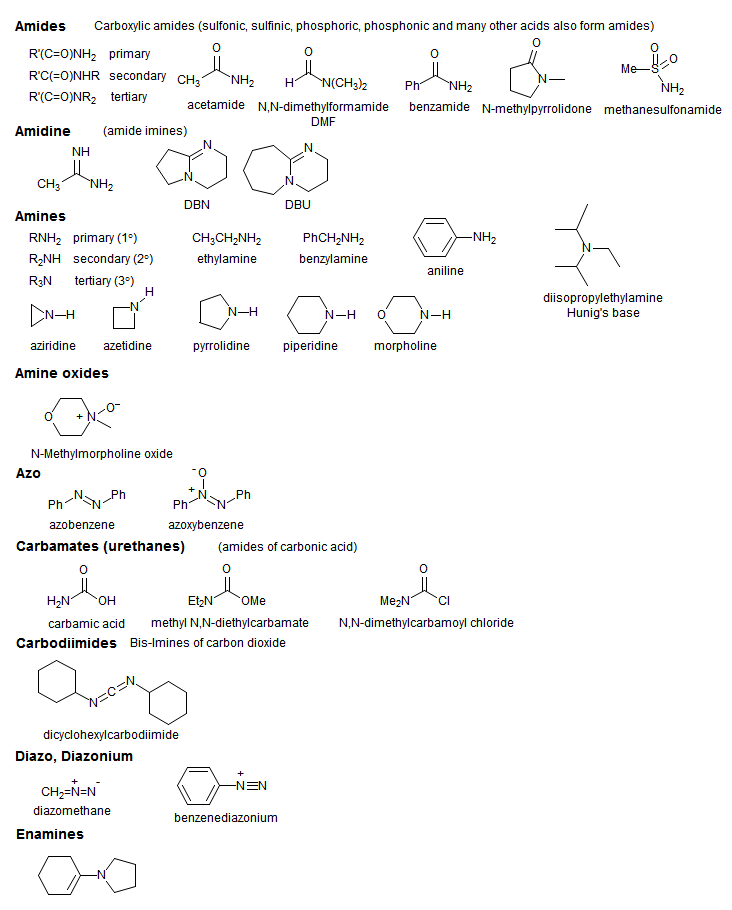 Amides Carboxylic amides (sulfonic, sulfinic, phosphoric, phosphonic and many other acids also form amides)
R'(C=O)NH₂ primary
R'C(=O)NHR secondary
R'(C=O)NR₂ tertiary
O O O O O O
CH₃ NH₂ H N(CH₃)₂ Ph NH₂ N Me S NH₂
acetamide N,N-dimethylformamide benzamide N-methylpyrrolidone methanesulfonamide
DMF
Amidine (amide imines)
NH N N
CH₃ NH₂ N N
DBN DBU
Amines
RNH₂ primary (1°) CH₃CH₂NH₂ PhCH₂NH₂ NH₂
R₂NH secondary (2°) ethylamine benzylamine N
R₃N tertiary (3°) aniline
diisopropylethylamine
Hunig's base
H
N-H N N-H N-H O N-H
aziridine azetidine pyrrolidine piperidine morpholine
Amine oxides
O + N O⁻
N-Methylmorpholine oxide
Azo
- O
Ph N N Ph Ph + N N Ph
azobenzene azoxybenzene
Carbamates (urethanes) (amides of carbonic acid)
O O O
H₂N OH Et₂N OMe Me₂N Cl
carbamic acid methyl N,N-diethylcarbamate N,N-dimethylcarbamoyl chloride
Carbodiimides Bis-Imines of carbon dioxide
N=C=N
dicyclohexylcarbodiimide
Diazo, Diazonium
+ - +
CH₂=N=N N≡N
diazomethane benzenediazonium
Enamines
N